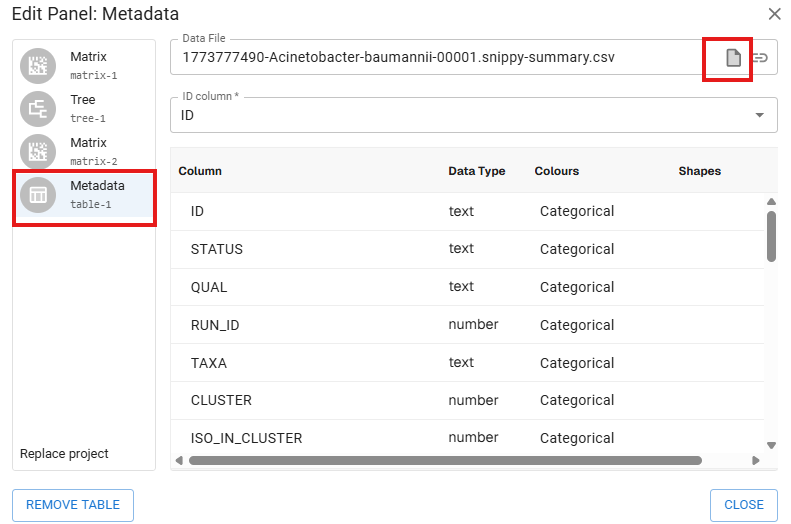 Edit Panel: Metadata
Matrix
matrix-1
Tree
tree-1
Matrix
matrix-2
Metadata
table-1
Replace project
Data File
1773777490-Acinetobacter-baumannii-00001.snippy-summary.csv
ID column *
ID
Column Data Type Colours Shapes
ID text Categorical
STATUS text Categorical
QUAL text Categorical
RUN_ID number Categorical
TAXA text Categorical
CLUSTER number Categorical
ISO_IN_CLUSTER number Categorical
REMOVE TABLE
CLOSE